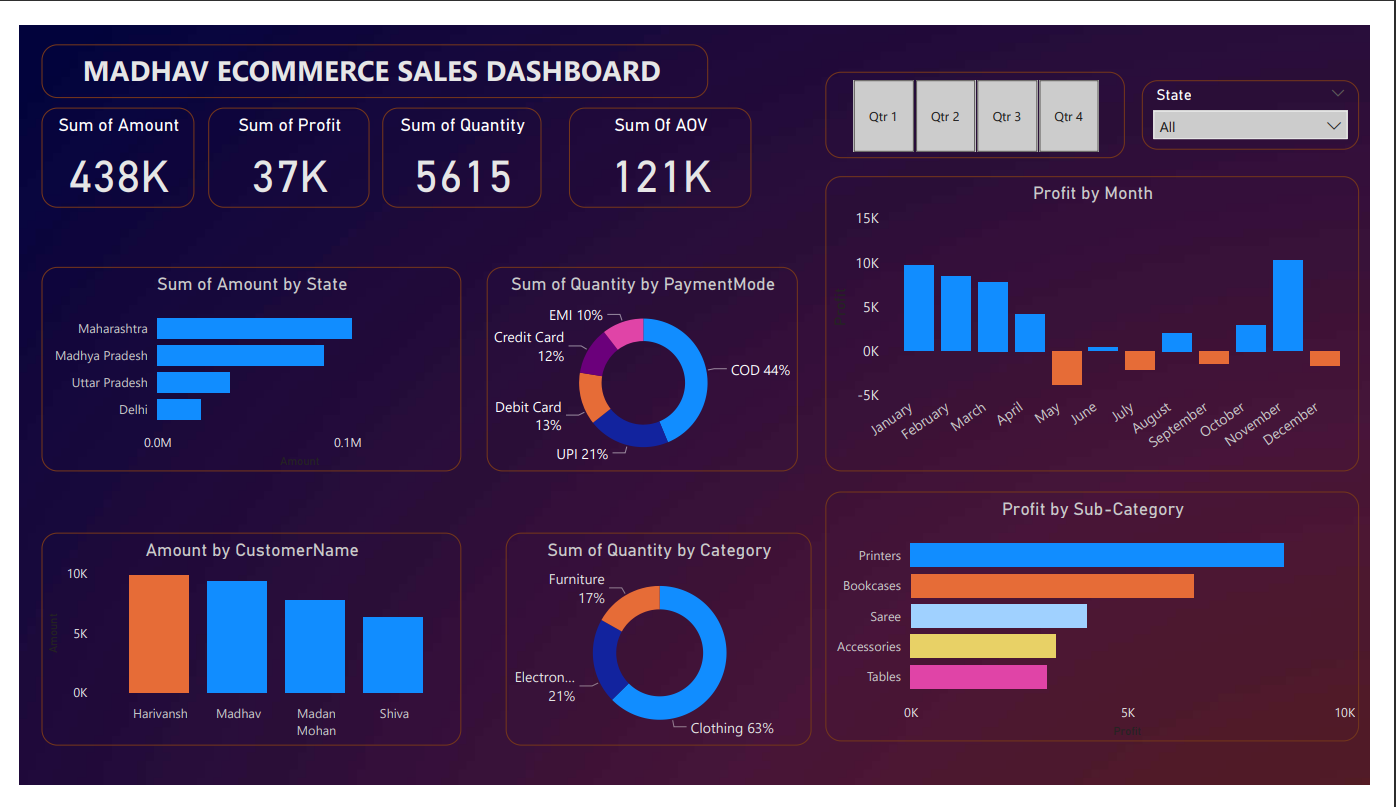 MADHAV ECOMMERCE SALES DASHBOARD
Sum of Amount
438K
Sum of Profit
37K
Sum of Quantity
5615
Sum Of AOV
121K
Qtr 1
Qtr 2
Qtr 3
Qtr 4
State
All
Sum of Amount by State
Maharashtra
Madhya Pradesh
Uttar Pradesh
Delhi
0.0M
0.1M
Amount
Sum of Quantity by PaymentMode
EMI 10%
Credit Card
12%
Debit Card
13%
UPI 21%
COD 44%
Profit by Month
Profit
15K
10K
5K
0K
-5K
January
February
March
April
May
June
July
August
September
October
November
December
Amount by CustomerName
Amount
10K
5K
0K
Harivansh
Madhav
Madan
Mohan
Shiva
Sum of Quantity by Category
Furniture
17%
Electron...
21%
Clothing 63%
Profit by Sub-Category
Printers
Bookcases
Saree
Accessories
Tables
0K
5K
10K
Profit